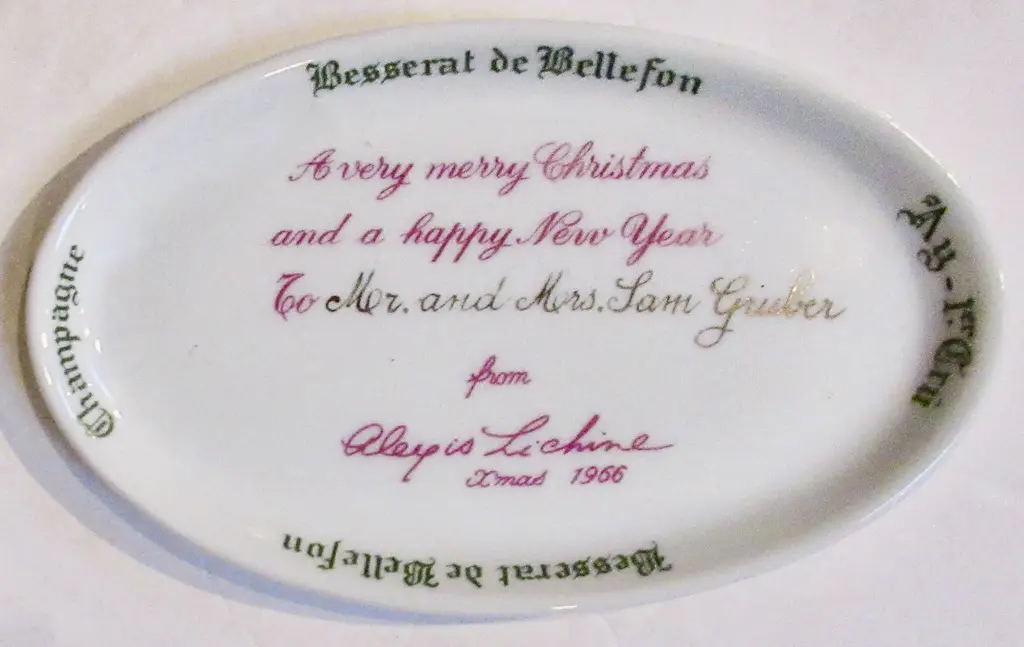 Besserat de Bellefon
A very merry Christmas
and a happy New Year
To Mr. and Mrs. Sam Gruber
from
Alexis Lichine
Xmas 1966
Champagne
Ay-1er Cru
Besserat de Bellefon